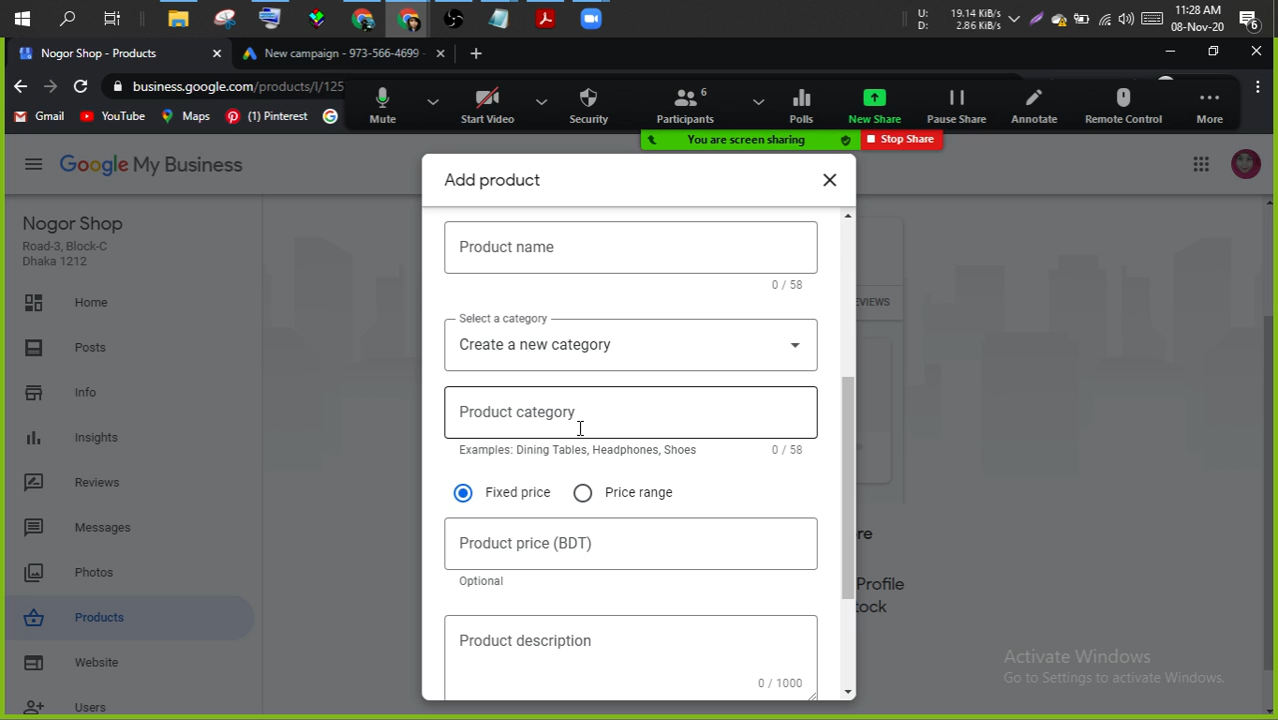 U: 19.14 KiB/s
D: 2.86 KiB/s
11:28 AM
08-Nov-20
6
Nogor Shop - Products
New campaign - 973-566-4699 -
business.google.com/products/l/125
Gmail
YouTube
Maps
(1) Pinterest
Mute
Start Video
Security
6
Participants
Polls
New Share
Pause Share
Annotate
Remote Control
More
You are screen sharing
Stop Share
Google My Business
Nogor Shop
Road-3, Block-C
Dhaka 1212
Home
Posts
Info
Insights
Reviews
Messages
Photos
Products
Website
Users
Add product
Product name
0 / 58
Select a category
Create a new category
Product category
Examples: Dining Tables, Headphones, Shoes
0 / 58
Fixed price
Price range
Product price (BDT)
Optional
Product description
0 / 1000
EVIEWS
re
Profile
tock
Activate Windows
Go to Settings to activate Windows.